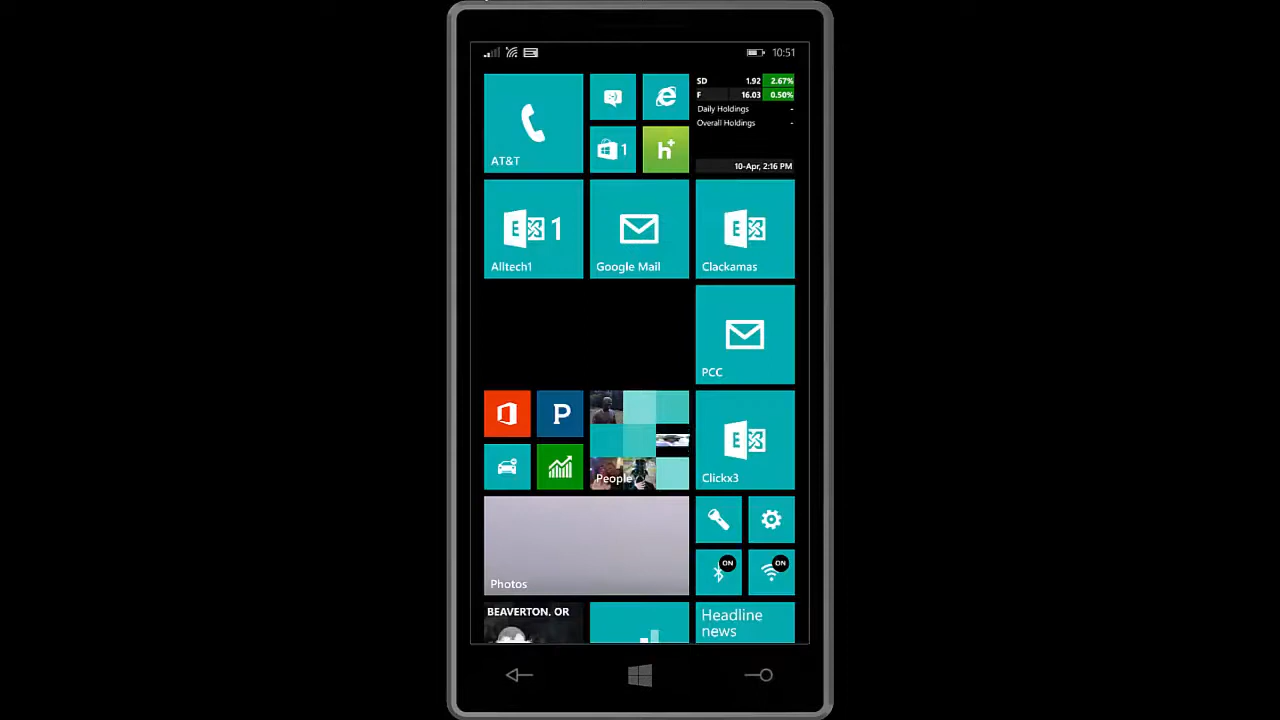 10:51
SD 1.92 2.67%
F 16.03 0.50%
Daily Holdings -
Overall Holdings -
10-Apr, 2:16 PM
AT&T
1
h+
E 1
Alltech1
Google Mail
E
Clackamas
PCC
P
People
E
Clickx3
Photos
ON
ON
BEAVERTON, OR
Headline
news